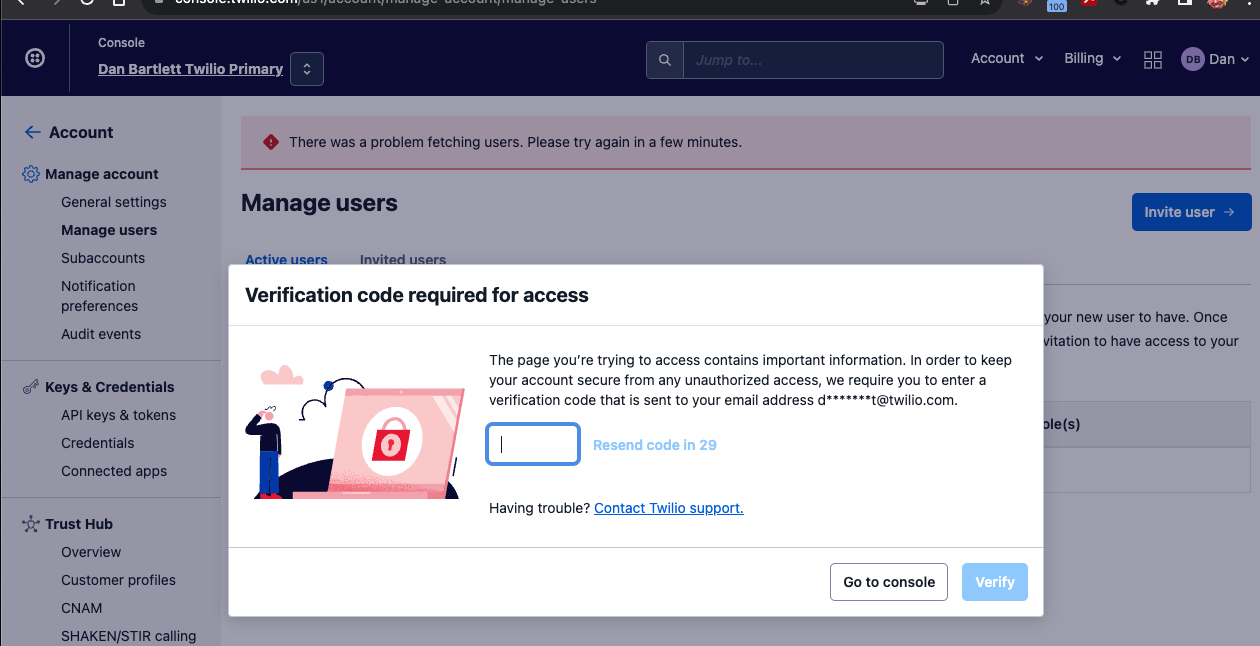 console.twilio.com/us1/account/manage-account/manage-users
100
Console
Dan Bartlett Twilio Primary
Jump to...
Account
Billing
DB
Dan
Account
Manage account
General settings
Manage users
Subaccounts
Notification
preferences
Audit events
Keys & Credentials
API keys & tokens
Credentials
Connected apps
Trust Hub
Overview
Customer profiles
CNAM
SHAKEN/STIR calling
There was a problem fetching users. Please try again in a few minutes.
Manage users
Invite user
Active users
Invited users
your new user to have. Once
vitation to have access to your
ole(s)
Verification code required for access
The page you’re trying to access contains important information. In order to keep
your account secure from any unauthorized access, we require you to enter a
verification code that is sent to your email address d*******t@twilio.com.
Resend code in 29
Having trouble? Contact Twilio support.
Go to console
Verify